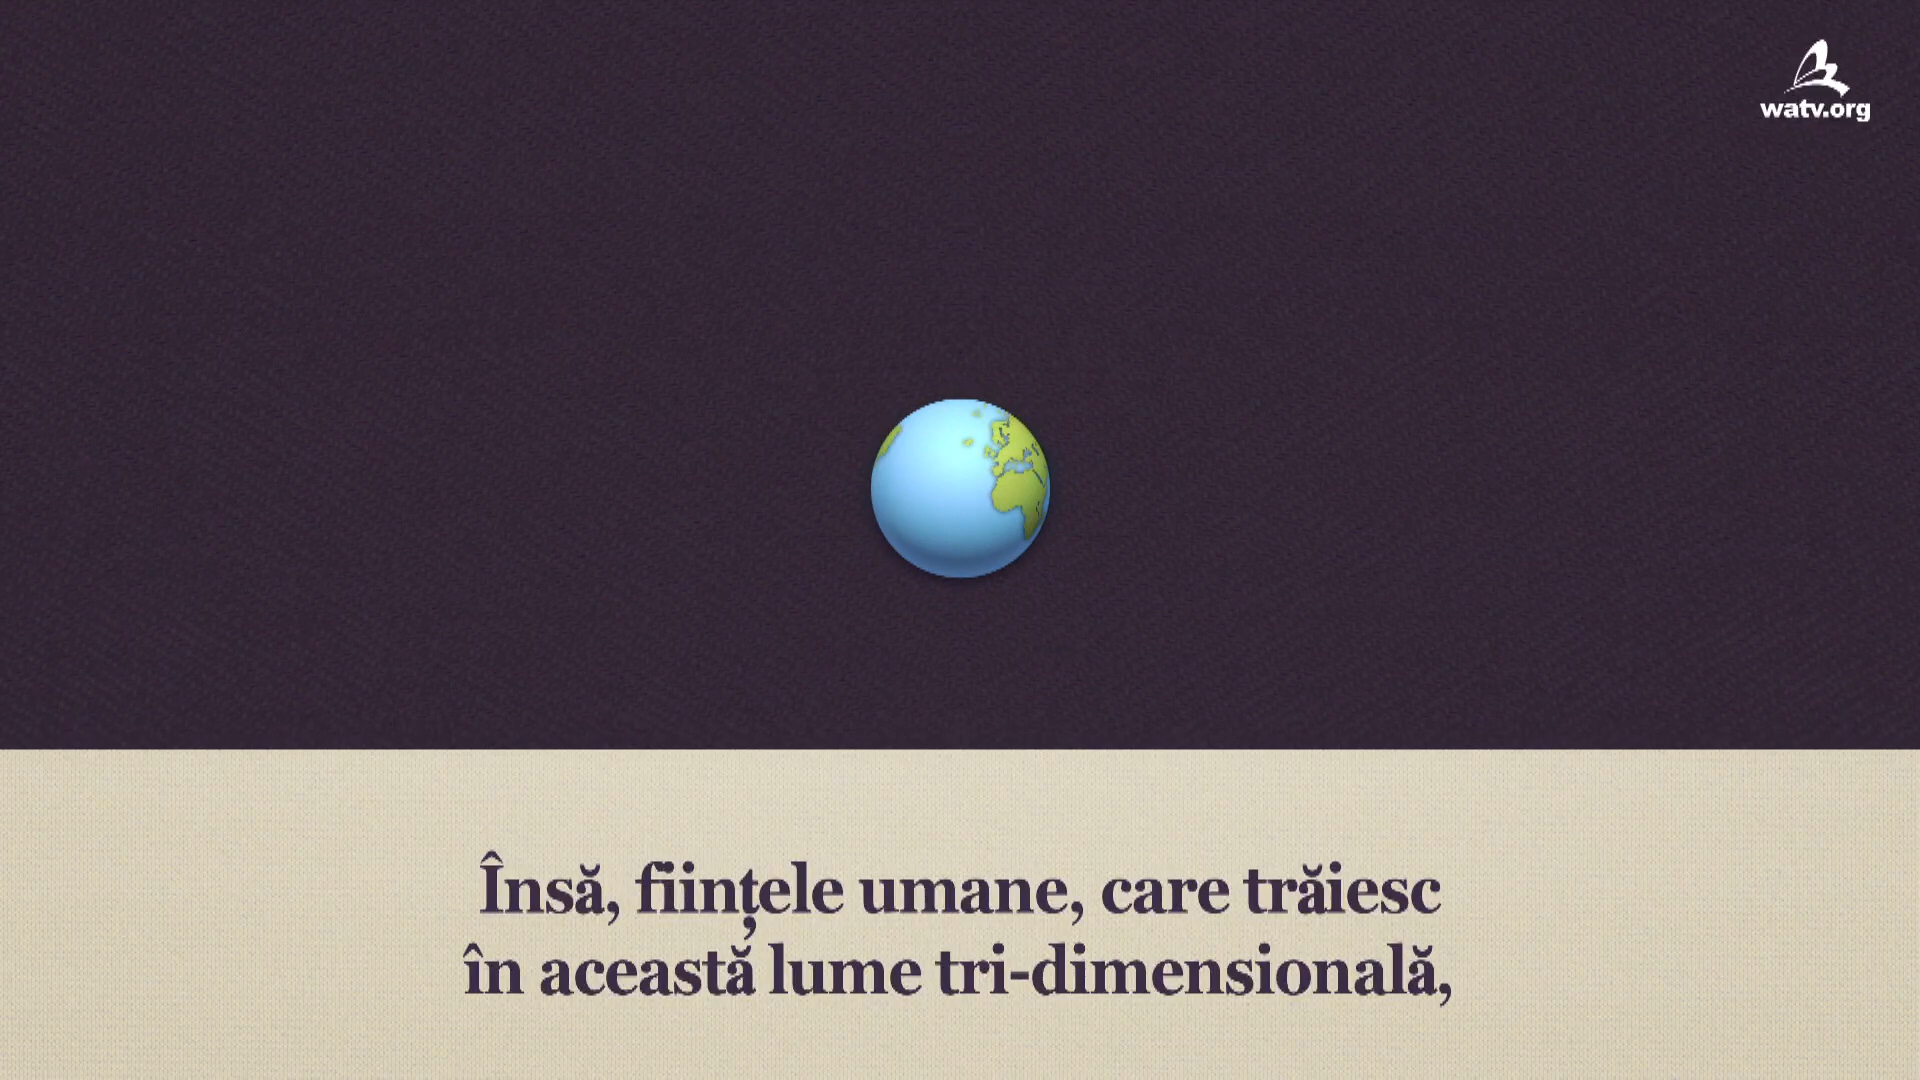 watv.org
Însă, ființele umane, care trăiesc
în această lume tri-dimensională,